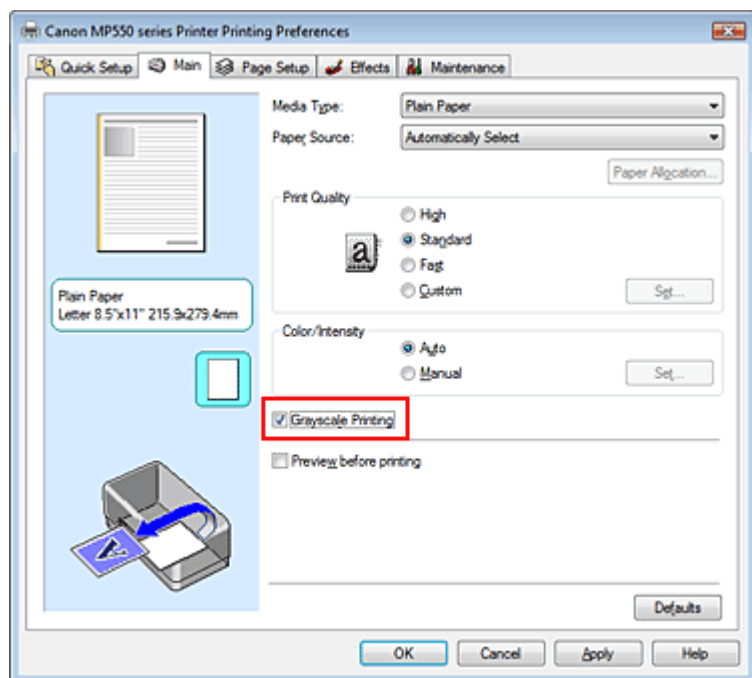 Canon MP550 series Printer Printing Preferences
Quick Setup Main Page Setup Effects Maintenance
Media Type: Plain Paper
Paper Source: Automatically Select
Paper Allocation...
Print Quality
High
a Standard
Fast
Custom Set...
Plain Paper
Letter 8.5"x11" 215.9x279.4mm
Color/Intensity
Auto
Manual Set...
Grayscale Printing
Preview before printing
A
Defaults
OK Cancel Apply Help